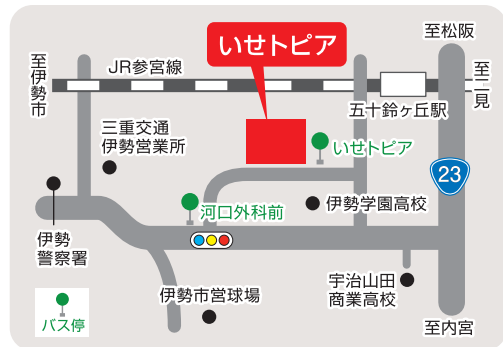 いせトピア
至松阪
JR参宮線
至伊勢市
至二見
五十鈴ヶ丘駅
三重交通
伊勢営業所
いせトピア
23
河口外科前
伊勢学園高校
伊勢
警察署
宇治山田
商業高校
伊勢市営球場
バス停
至内宮